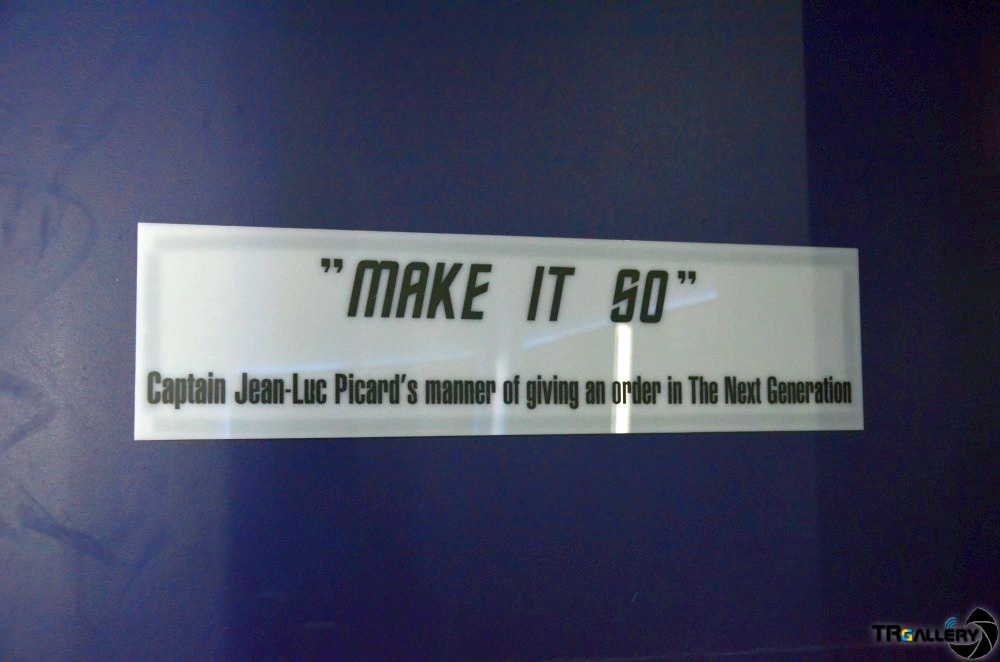 "MAKE IT SO"
Captain Jean-Luc Picard's manner of giving an order in The Next Generation
TRGALLERY